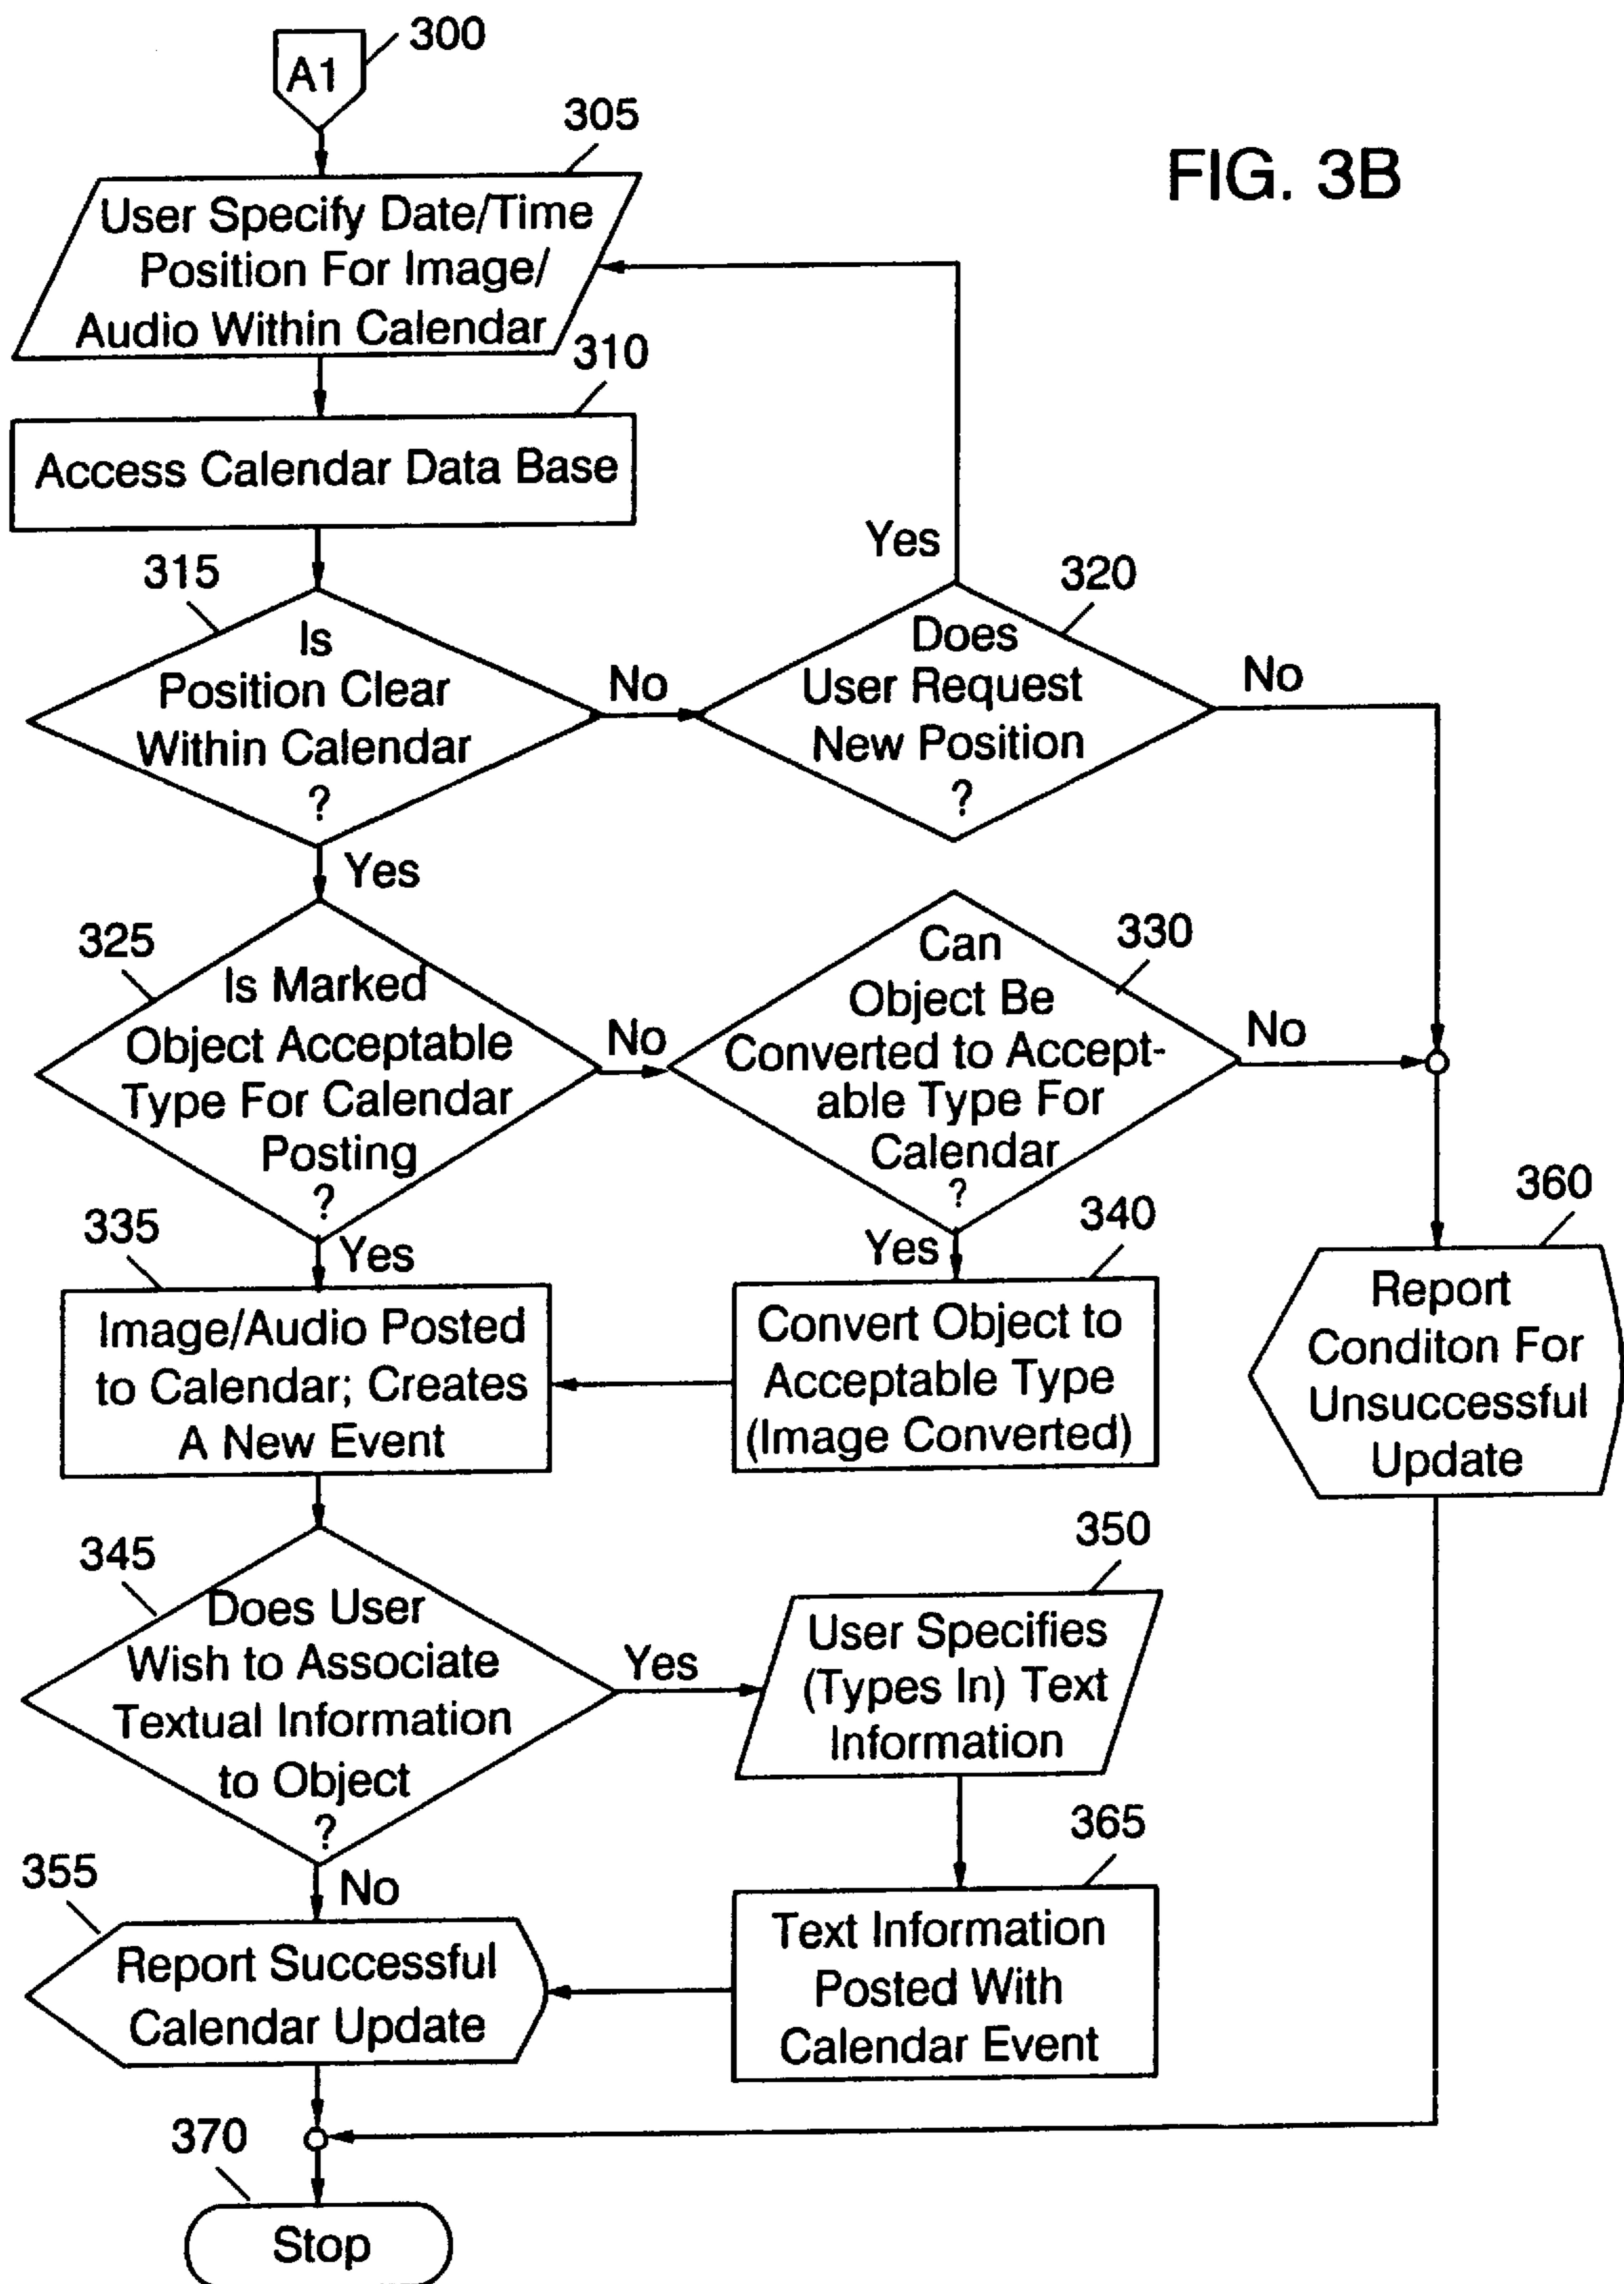 300
A1
305
FIG. 3B
User Specify Date/Time
Position For Image/
Audio Within Calendar
310
Access Calendar Data Base
Yes
315
320
Is
Position Clear
Within Calendar
?
No
Does
User Request
New Position
?
No
Yes
325
330
Is Marked
Object Acceptable
Type For Calendar
Posting
?
No
Can
Object Be
Converted to Accept-
able Type For
Calendar
?
No
335
Yes
Yes
340
360
Image/Audio Posted
to Calendar; Creates
A New Event
Convert Object to
Acceptable Type
(Image Converted)
Report
Conditon For
Unsuccessful
Update
345
350
Does User
Wish to Associate
Textual Information
to Object
?
Yes
User Specifies
(Types In) Text
Information
365
355
No
Report Successful
Calendar Update
Text Information
Posted With
Calendar Event
370
Stop